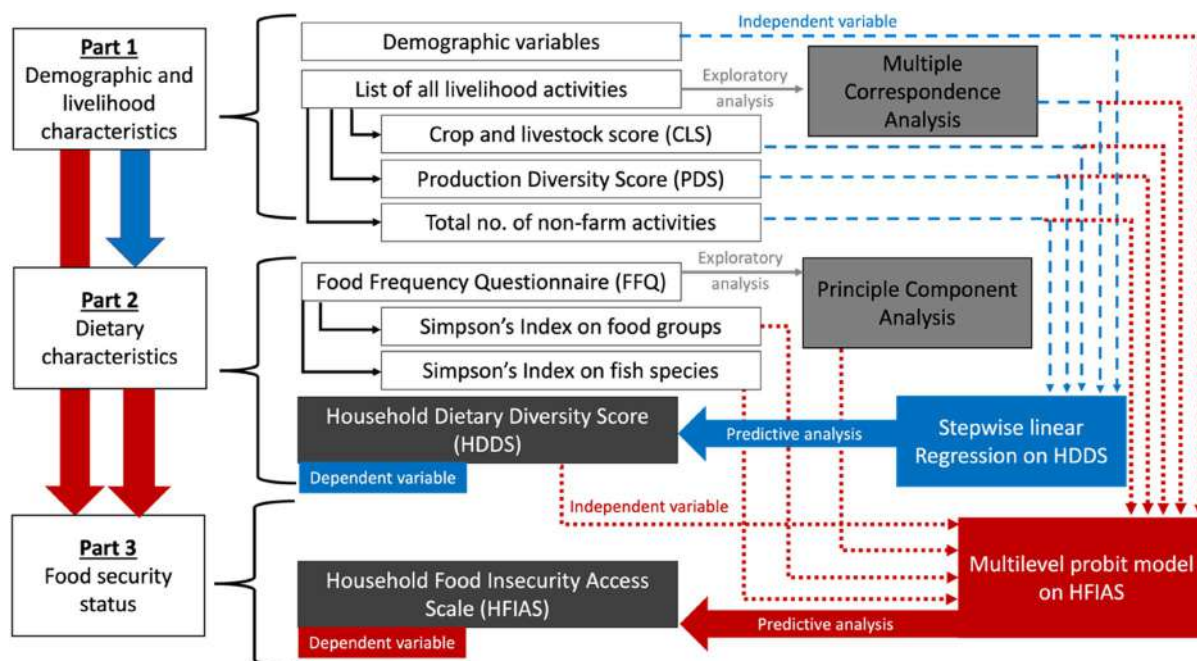 Part 1
Demographic and
livelihood
characteristics
Demographic variables
Independent variable
List of all livelihood activities
Exploratory
analysis
Multiple
Correspondence
Analysis
Crop and livestock score (CLS)
Production Diversity Score (PDS)
Total no. of non-farm activities
Part 2
Dietary
characteristics
Food Frequency Questionnaire (FFQ)
Exploratory
analysis
Principle Component
Analysis
Simpson's Index on food groups
Simpson's Index on fish species
Household Dietary Diversity Score
(HDDS)
Dependent variable
Predictive analysis
Stepwise linear
Regression on HDDS
Independent variable
Part 3
Food security
status
Household Food Insecurity Access
Scale (HFIAS)
Dependent variable
Predictive analysis
Multilevel probit model
on HFIAS